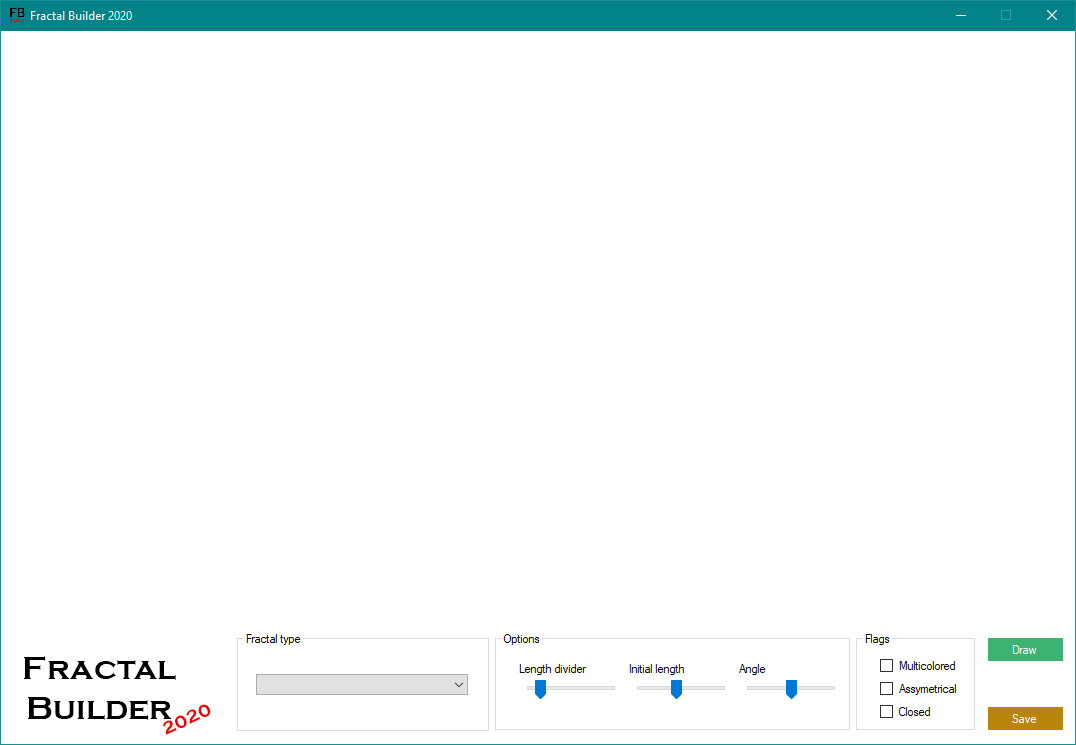 FB Fractal Builder 2020
Fractal type
Options
Flags
Length divider
Initial length
Angle
Multicolored
Assymetrical
Closed
Draw
Save
FRACTAL
BUILDER
2020